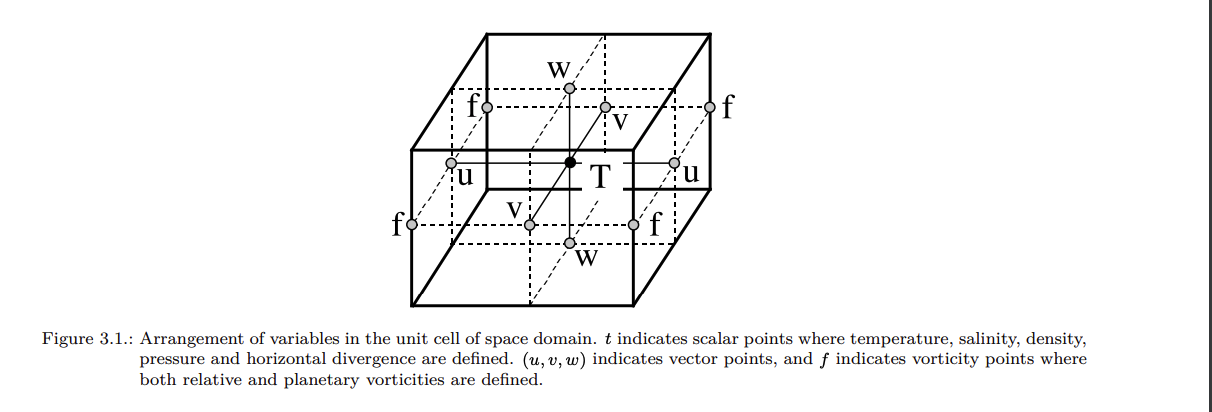 w
f
f
v
u
T
u
v
f
f
w
Figure 3.1.: Arrangement of variables in the unit cell of space domain. t indicates scalar points where temperature, salinity, density,
pressure and horizontal divergence are defined. (u, v, w) indicates vector points, and f indicates vorticity points where
both relative and planetary vorticities are defined.